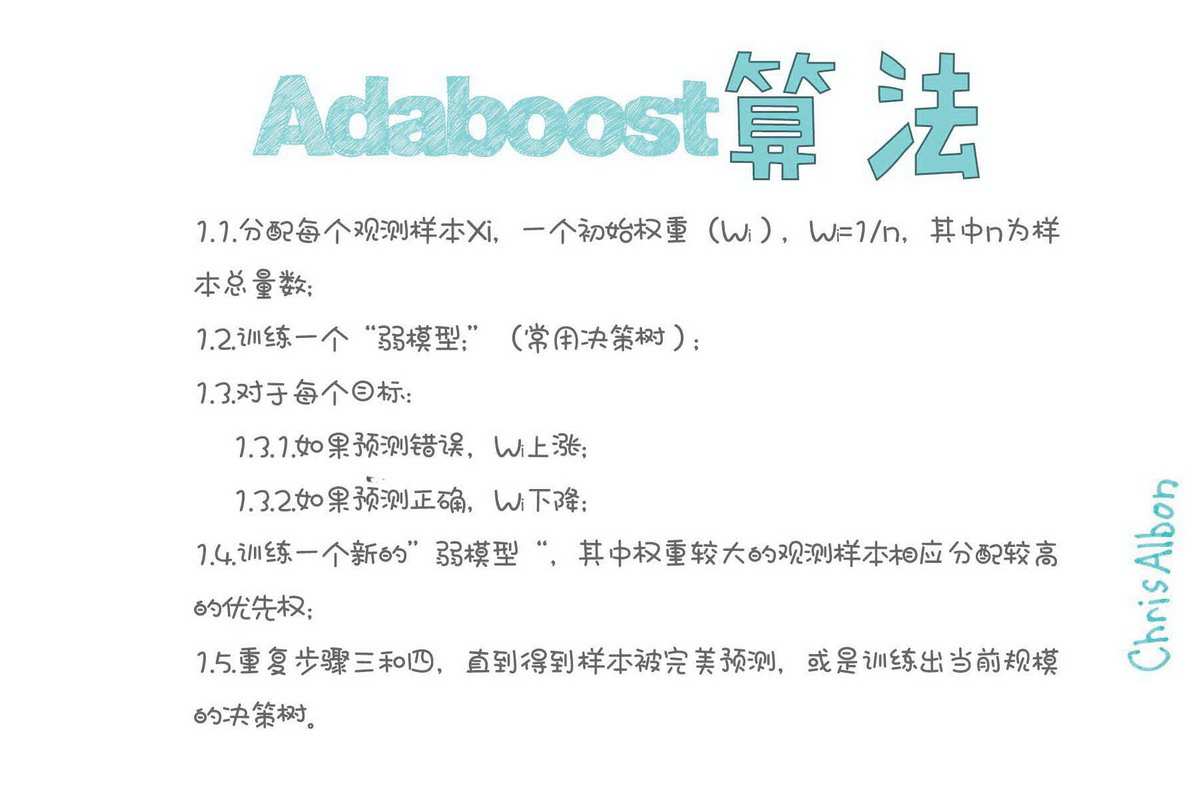 Adaboost算法
1.1.分配每个观测样本Xi, 一个初始权重（Wi）, Wi=1/n, 其中n为样
本总量数;
1.2.训练一个“弱模型;”（常用决策树）;
1.3.对于每个目标:
1.3.1.如果预测错误, Wi上涨;
1.3.2.如果预测正确, Wi下降;
1.4.训练一个新的”弱模型“, 其中权重较大的观测样本相应分配较高
的优先权;
1.5.重复步骤三和四, 直到得到样本被完美预测, 或是训练出当前规模
的决策树。
ChrisAlbon